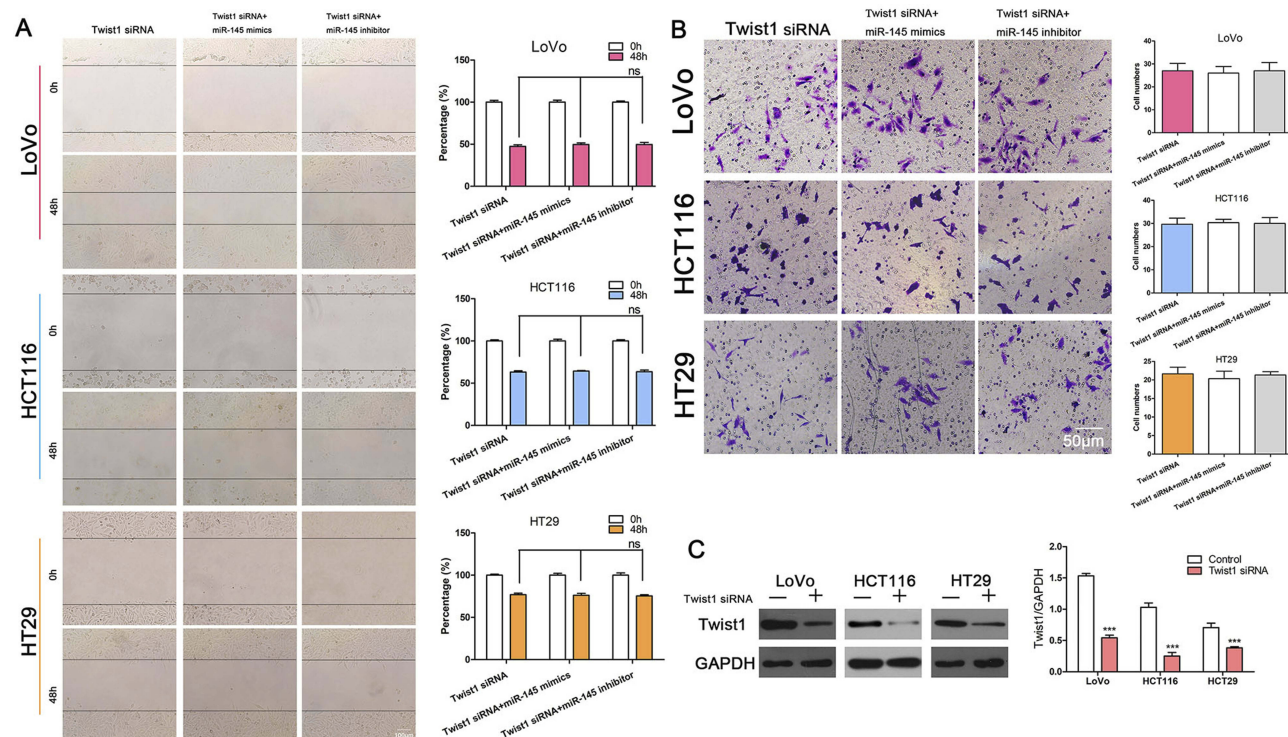 A
Twist1 siRNA
Twist1 siRNA+
miR-145 mimics
Twist1 siRNA+
miR-145 inhibitor
LoVo
0h
48h
HCT116
0h
48h
HT29
0h
48h
100μm
LoVo
0h
48h
ns
Percentage (%)
150
100
50
0
Twist1 siRNA
Twist1 siRNA+miR-145 mimics
Twist1 siRNA+miR-145 inhibitor
HCT116
0h
48h
ns
Percentage (%)
150
100
50
0
Twist1 siRNA
Twist1 siRNA+miR-145 mimics
Twist1 siRNA+miR-145 inhibitor
HT29
0h
48h
ns
Percentage (%)
150
100
50
0
Twist1 siRNA
Twist1 siRNA+miR-145 mimics
Twist1 siRNA+miR-145 inhibitor
B
Twist1 siRNA
Twist1 siRNA+
miR-145 mimics
Twist1 siRNA+
miR-145 inhibitor
LoVo
HCT116
HT29
50μm
LoVo
Cell numbers
40
30
20
10
0
Twist1 siRNA
Twist1 siRNA+miR-145 mimics
Twist1 siRNA+miR-145 inhibitor
HCT116
Cell numbers
40
30
20
10
0
Twist1 siRNA
Twist1 siRNA+miR-145 mimics
Twist1 siRNA+miR-145 inhibitor
HT29
Cell numbers
25
20
15
10
5
0
Twist1 siRNA
Twist1 siRNA+miR-145 mimics
Twist1 siRNA+miR-145 inhibitor
C
LoVo HCT116 HT29
Twist1 siRNA — + — + — +
Twist1
GAPDH
Control
Twist1 siRNA
Twist1/GAPDH
2.0
1.5
1.0
0.5
0.0
*** *** ***
LoVo HCT116 HCT29